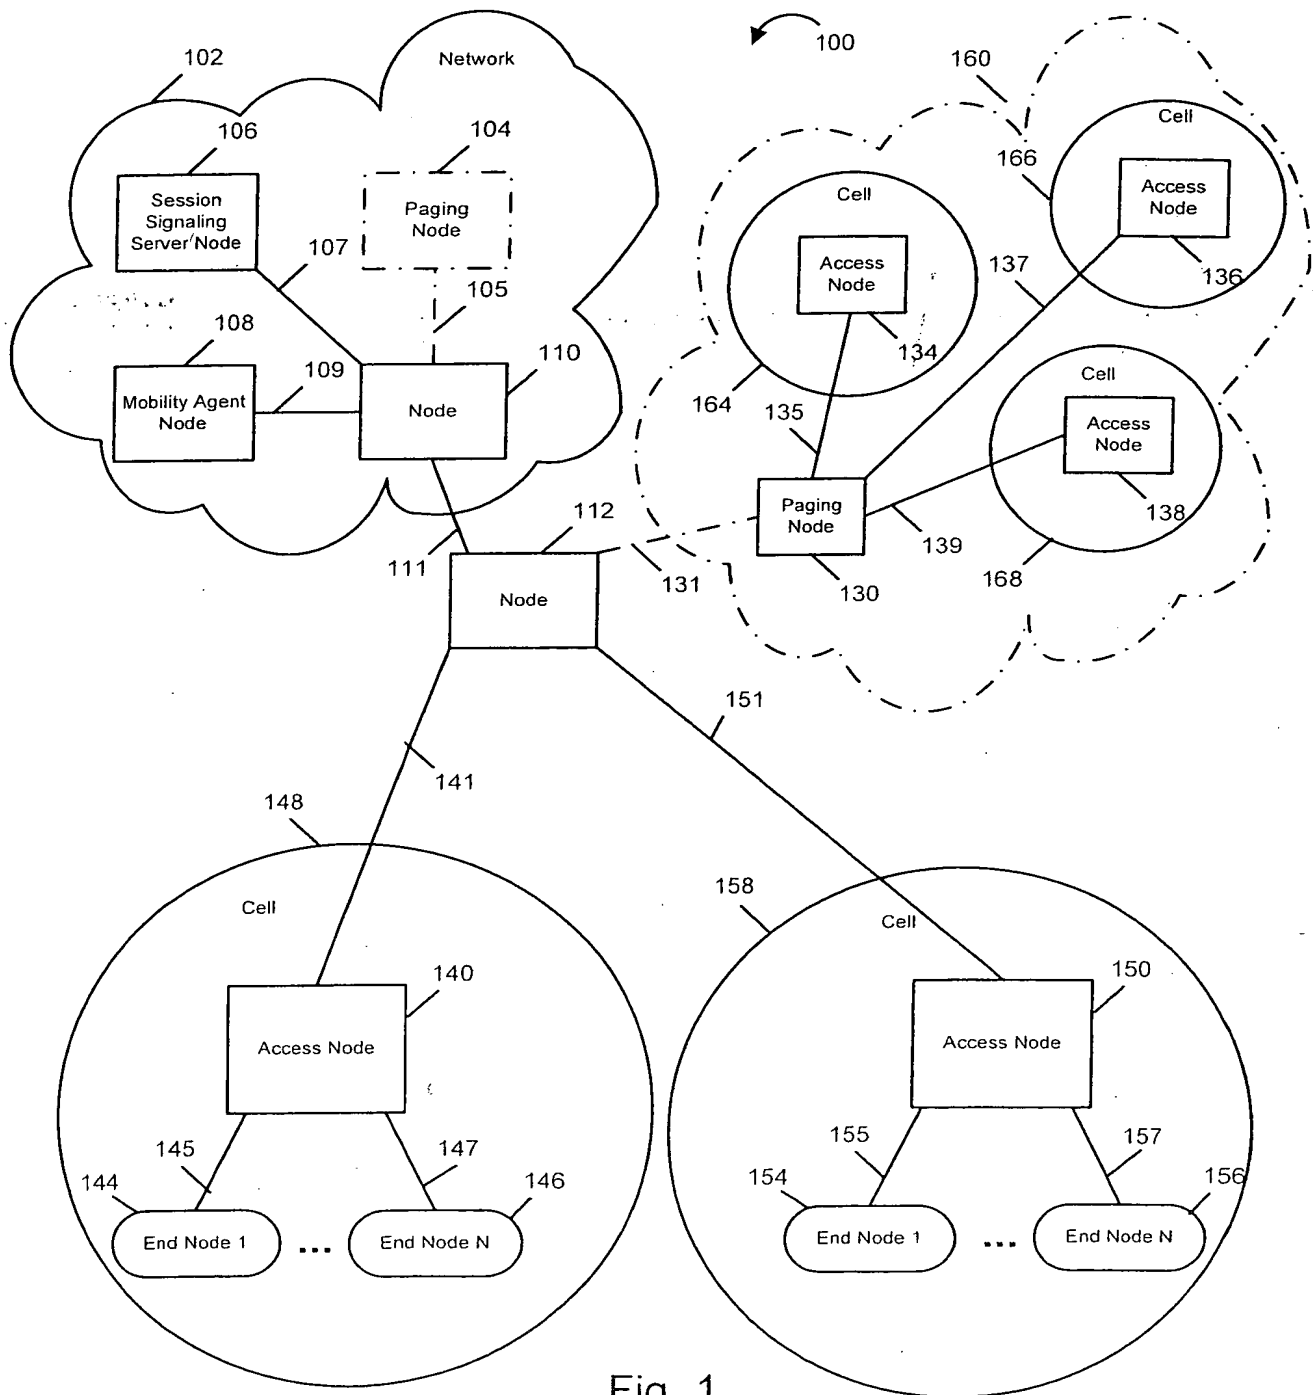 100
Network
102
160
106
104
Cell
166
Session
Signaling
Server/Node
Paging
Node
Cell
Access
Node
107
137
Access
Node
136
105
108
110
134
Cell
109
164
Mobility Agent
Node
Node
135
Access
Node
Paging
Node
138
112
139
111
131
130
168
Node
151
141
148
158
Cell
Cell
140
150
Access Node
Access Node
145
147
155
157
144
146
154
156
End Node 1
...
End Node N
End Node 1
...
End Node N
Fig. 1